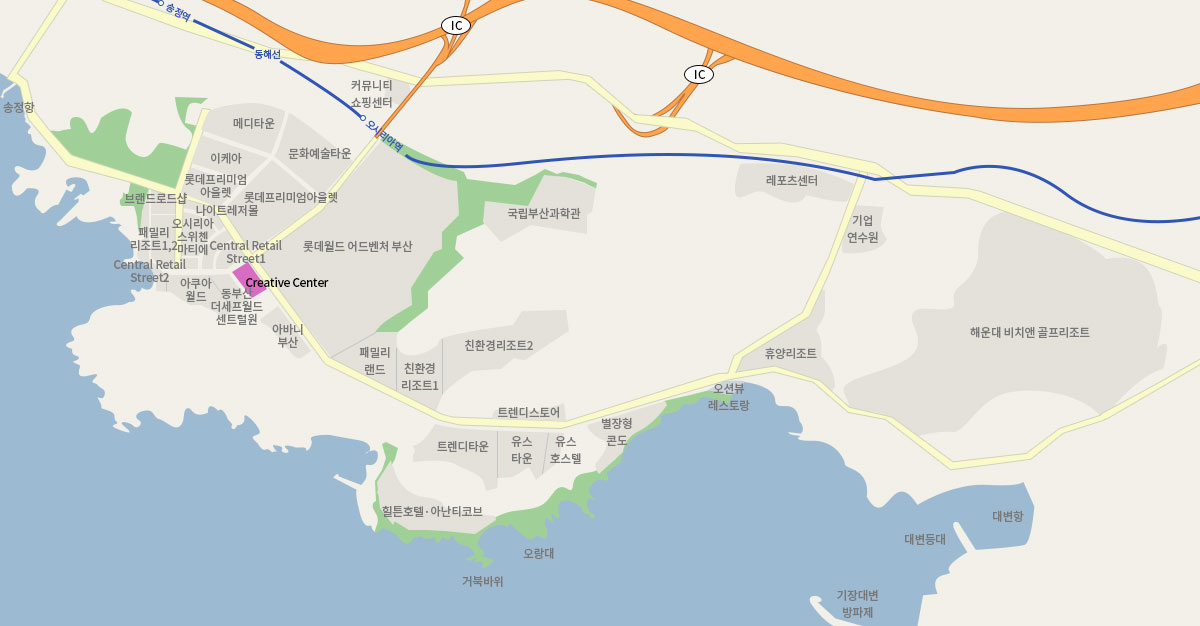 송정역
IC
동해선
IC
커뮤니티
쇼핑센터
송정항
메디타운
오시리아역
문화예술타운
이케아
롯데프리미엄
아울렛
레포츠센터
브랜드로드샵
롯데프리미엄아울렛
나이트레저몰
국립부산과학관
오시리아
스위첸
마티에
기업
연수원
패밀리
리조트1,2
Central Retail
Street1
롯데월드 어드벤처 부산
Central Retail
Street2
아쿠아
월드
Creative Center
동부산
더세프월드
센트럴원
아바니
부산
해운대 비치앤 골프리조트
친환경리조트2
패밀리
랜드
휴양리조트
친환경
리조트1
오션뷰
레스토랑
트렌디스토어
별장형
콘도
트렌디타운
유스
타운
유스
호스텔
힐튼호텔·아난티코브
대변항
대변등대
오랑대
거북바위
기장대변
방파제